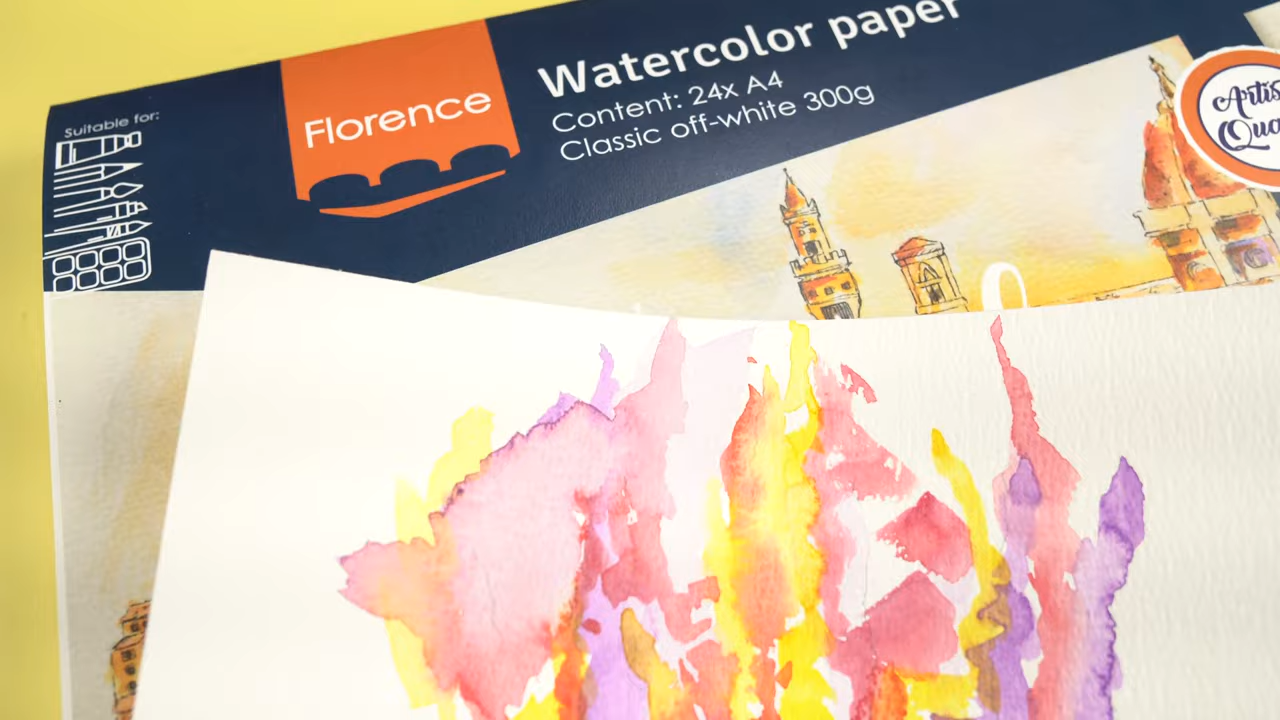 Suitable for:
Florence
Watercolor paper
Content: 24x A4
Classic off-white 300g